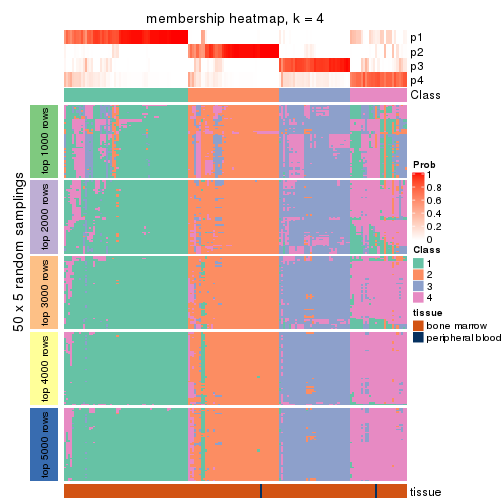 membership heatmap, k = 4
p1
p2
p3
p4
Class
50 x 5 random samplings
top 1000 rows
top 2000 rows
top 3000 rows
top 4000 rows
top 5000 rows
Prob
1
0.8
0.6
0.4
0.2
0
Class
1
2
3
4
tissue
bone marrow
peripheral blood
tissue